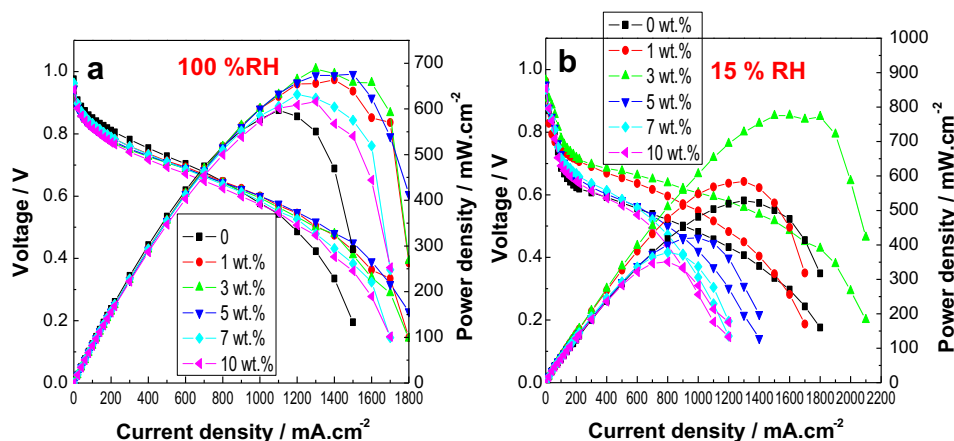 a
100 %RH
Voltage / V
1.0
0.8
0.6
0.4
0.2
0.0
0
1 wt.%
3 wt.%
5 wt.%
7 wt.%
10 wt.%
0 200 400 600 800 1000 1200 1400 1600 1800
Current density / mA.cm-2
700
600
500
400
300
200
100
0
Power density / mW.cm-2
b
15 % RH
0 wt.%
1 wt.%
3 wt.%
5 wt.%
7 wt.%
10 wt.%
Voltage / V
1.0
0.8
0.6
0.4
0.2
0.0
0 200 400 600 800 1000 1200 1400 1600 1800 2000 2200
Current density / mA.cm-2
1000
900
800
700
600
500
400
300
200
100
0
Power density / mW.cm-2